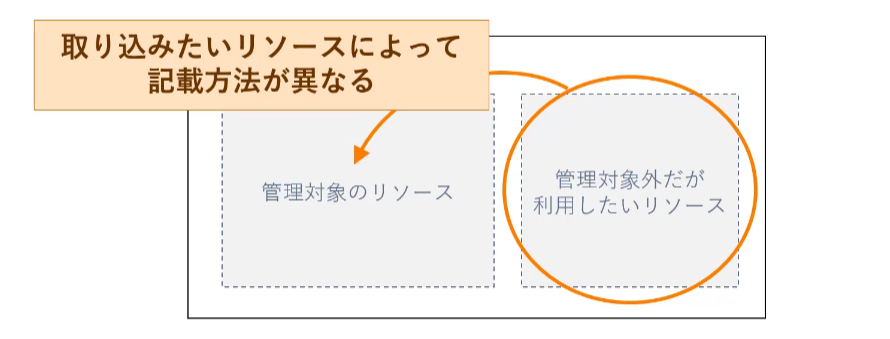 取り込みたいリソースによって
記載方法が異なる
管理対象のリソース
管理対象外だが
利用したいリソース